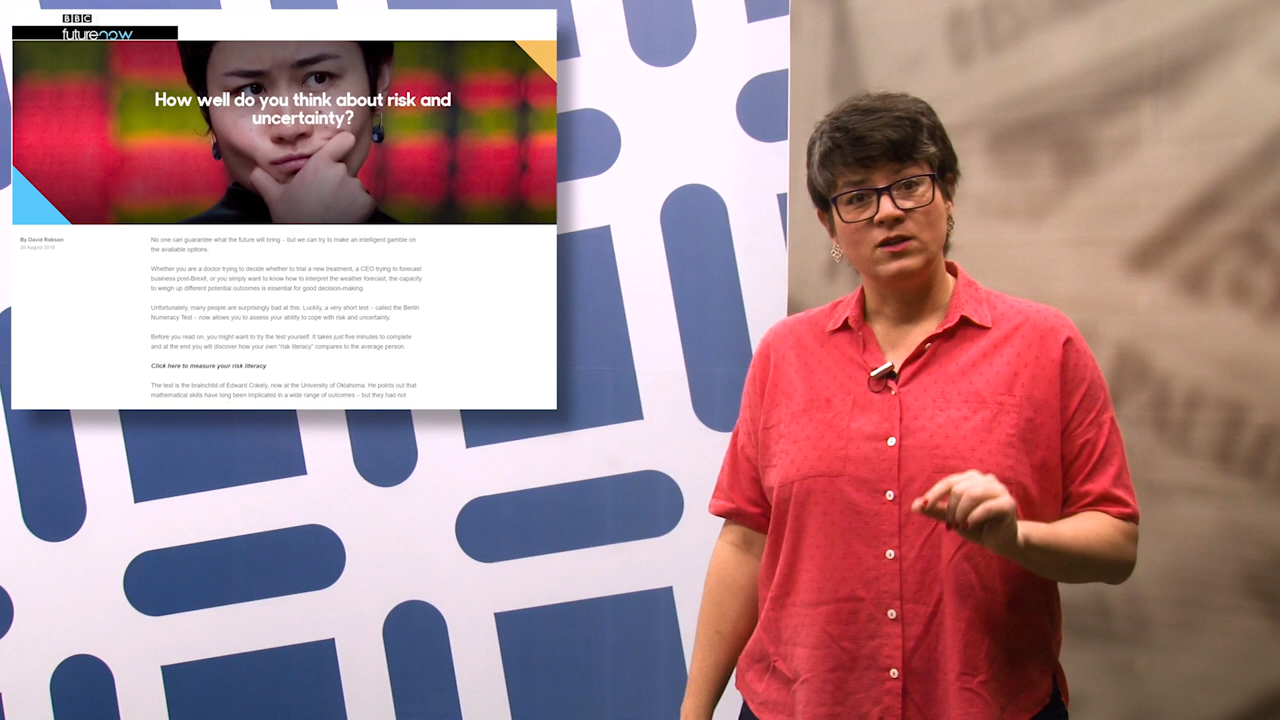 BBC
futurenow
How well do you think about risk and
uncertainty?
By David Robson
No one can guarantee what the future will bring – but we can try to make an intelligent gamble on
the available options.
Whether you are a doctor trying to decide whether to trial a new treatment, a CEO trying to forecast
business post-Brexit, or you simply want to know how to interpret the weather forecast, the capacity
to weigh up different potential outcomes is essential for good decision-making.
Unfortunately, many people are surprisingly bad at this. Luckily, a very short test – called the Berlin
Numeracy Test – now allows you to assess your ability to cope with risk and uncertainty.
Before you read on, you might want to try the test yourself. It takes just five minutes to complete
and at the end you will discover how your own "risk literacy" compares to the average person
Click here to measure your risk literacy
The test is the brainchild of Edward Cokely, now at the University of Oklahoma. He points out that
mathematical skills have long been implicated in a wide range of outcomes – but they had not